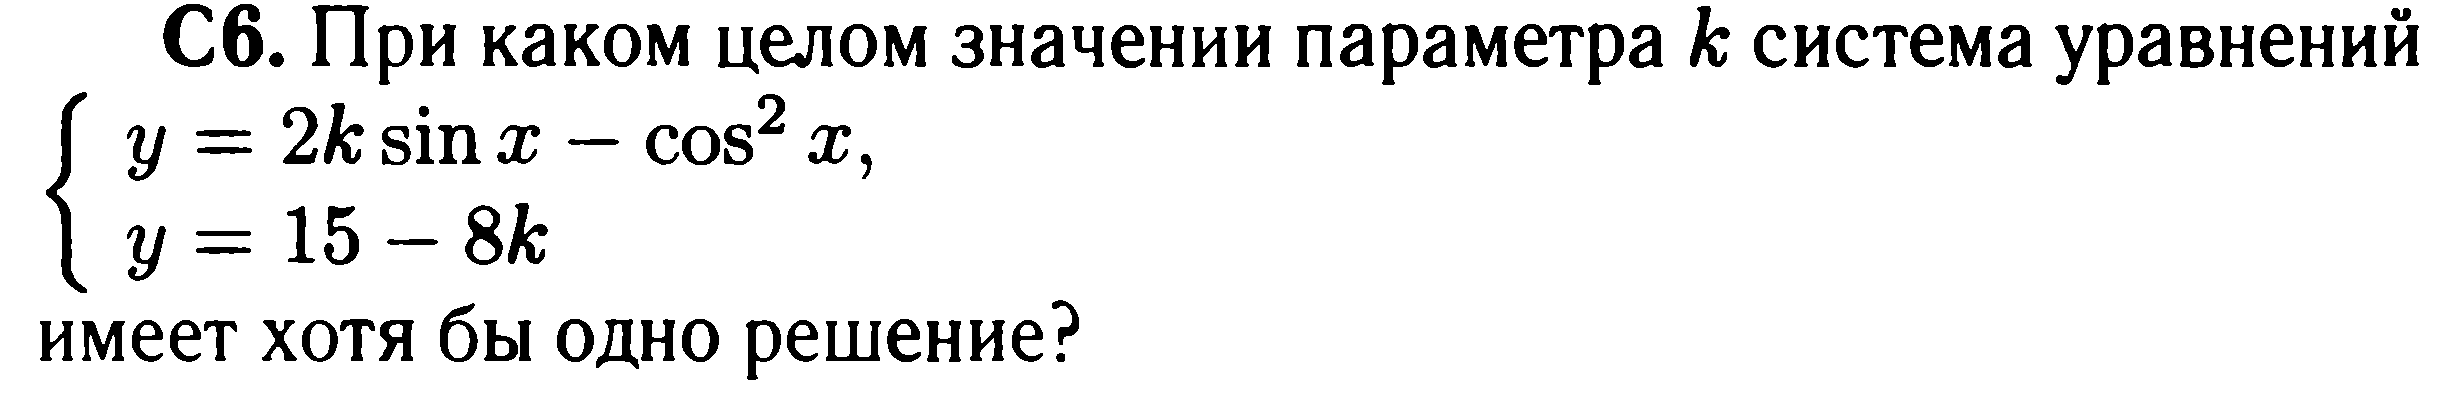 С6. При каком целом значении параметра k система уравнений
y = 2k sin x − cos² x,
y = 15 − 8k
имеет хотя бы одно решение?